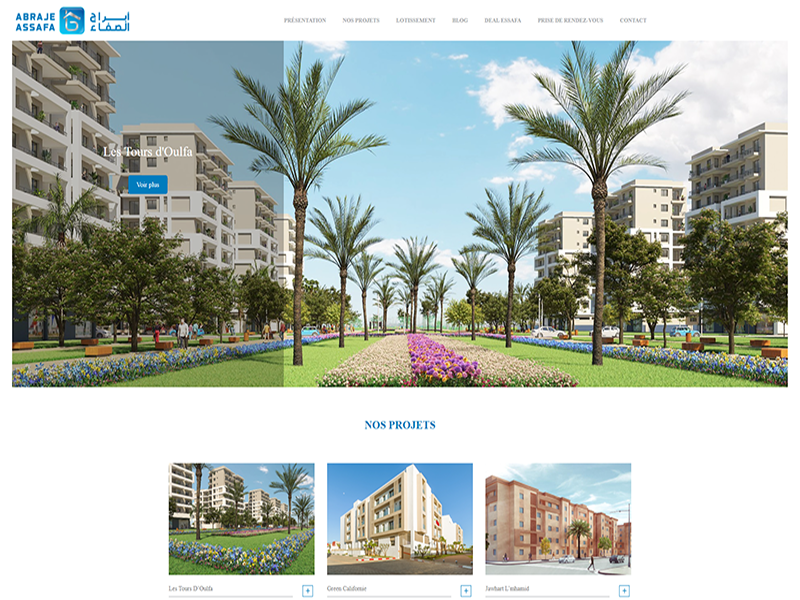 ABRAJE
ASSAFA
أبراج
الصفاء
PRÉSENTATION NOS PROJETS LOTISSEMENT BLOG DEAL ESSAFA PRISE DE RENDEZ-VOUS CONTACT
Les Tours d'Oulfa
Voir plus
NOS PROJETS
Les Tours D'Oulfa +
Green Californie +
Jawhart L'mhamid +